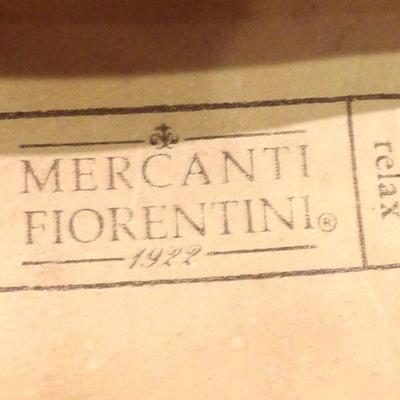 MERCANTI
FIORENTINI®
1922
relax